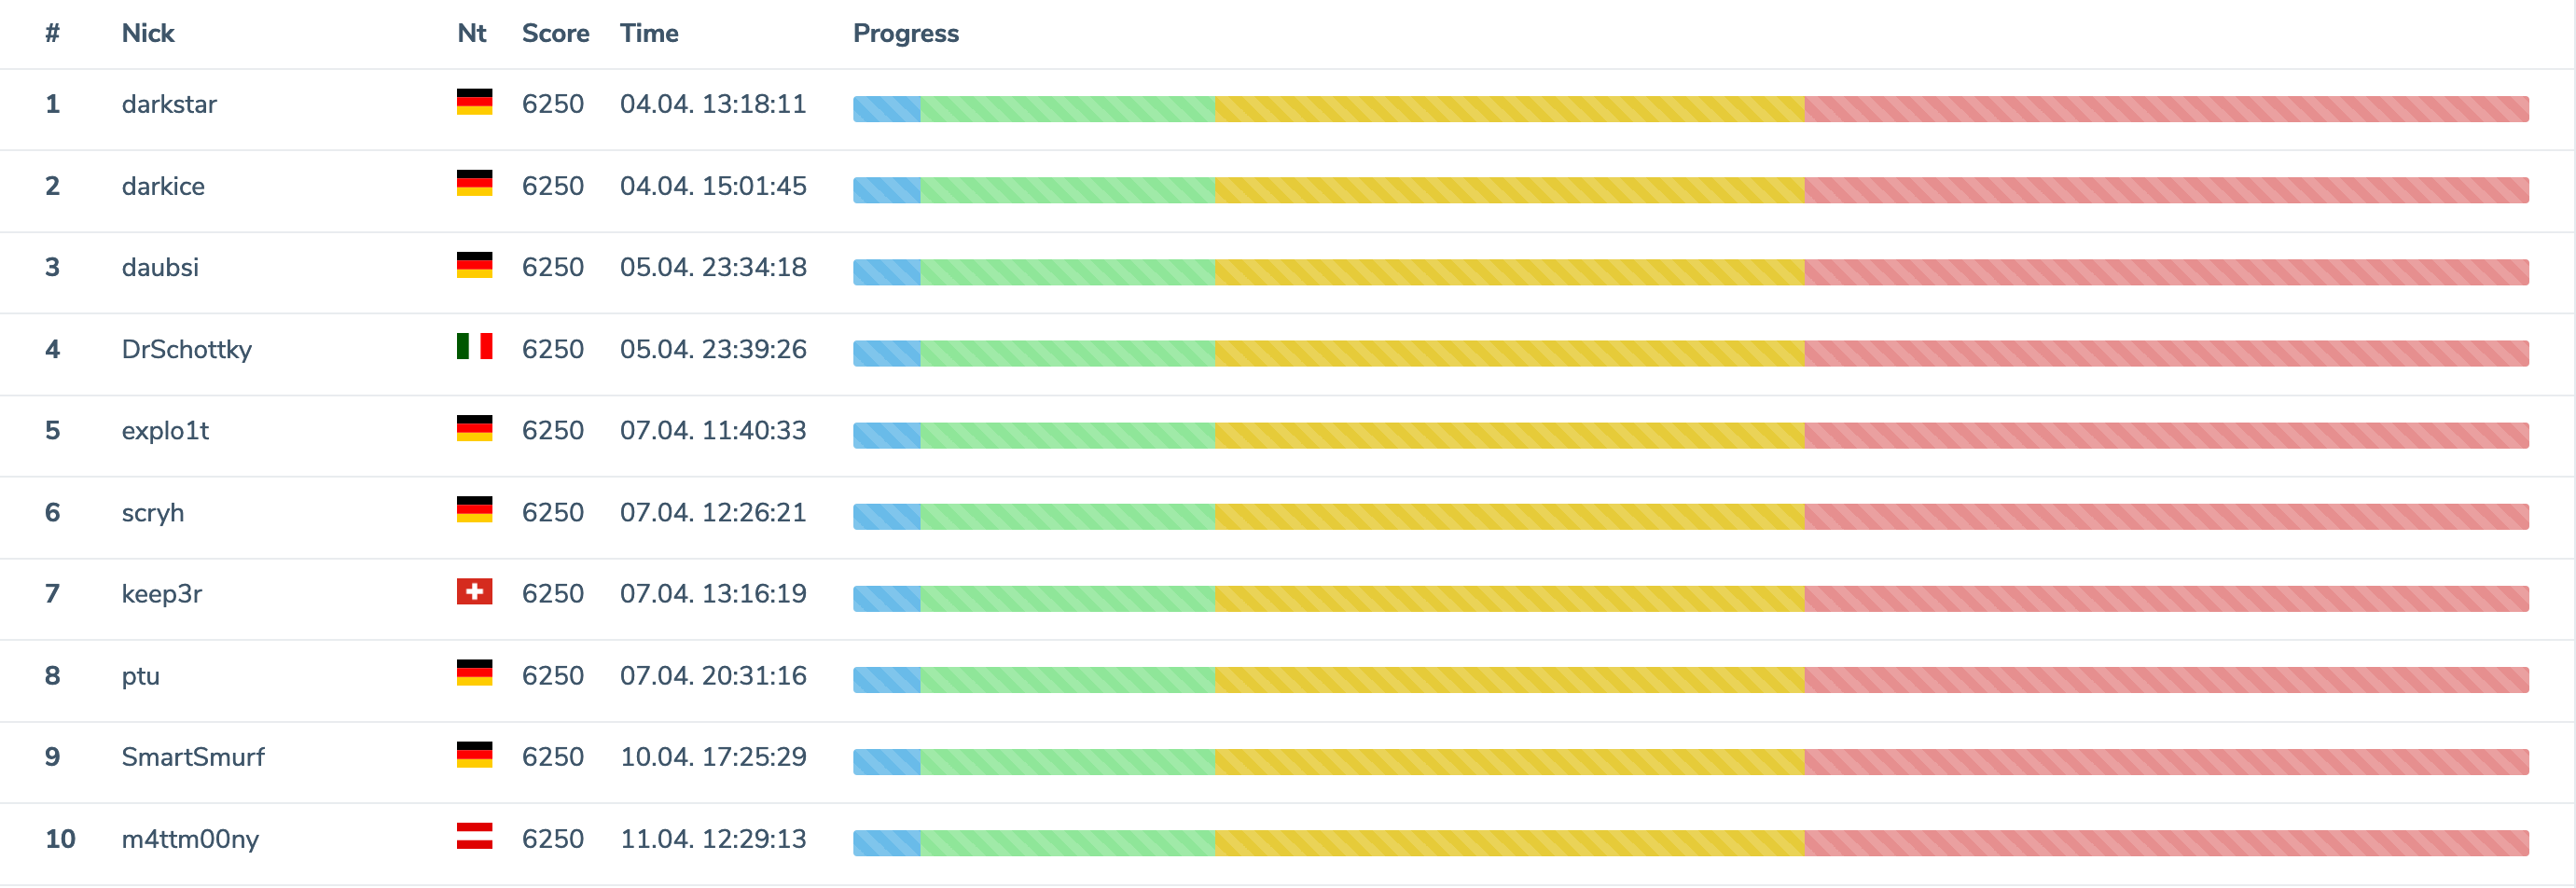 # Nick Nt Score Time Progress
1 darkstar 6250 04.04. 13:18:11
2 darkice 6250 04.04. 15:01:45
3 daubsi 6250 05.04. 23:34:18
4 DrSchottky 6250 05.04. 23:39:26
5 explo1t 6250 07.04. 11:40:33
6 scryh 6250 07.04. 12:26:21
7 keep3r 6250 07.04. 13:16:19
8 ptu 6250 07.04. 20:31:16
9 SmartSmurf 6250 10.04. 17:25:29
10 m4ttm00ny 6250 11.04. 12:29:13